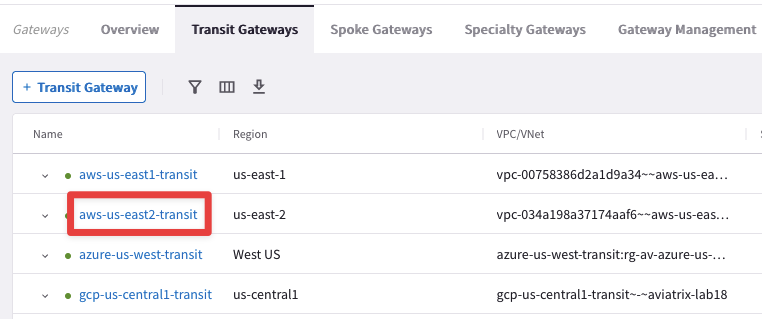 Gateways Overview Transit Gateways Spoke Gateways Specialty Gateways Gateway Management
+ Transit Gateway
Name Region VPC/VNet
aws-us-east1-transit us-east-1 vpc-00758386d2a1d9a34~~aws-us-ea...
aws-us-east2-transit us-east-2 vpc-034a198a37174aaf6~~aws-us-eas...
azure-us-west-transit West US azure-us-west-transit:rg-av-azure-us-...
gcp-us-central1-transit us-central1 gcp-us-central1-transit~-~aviatrix-lab18